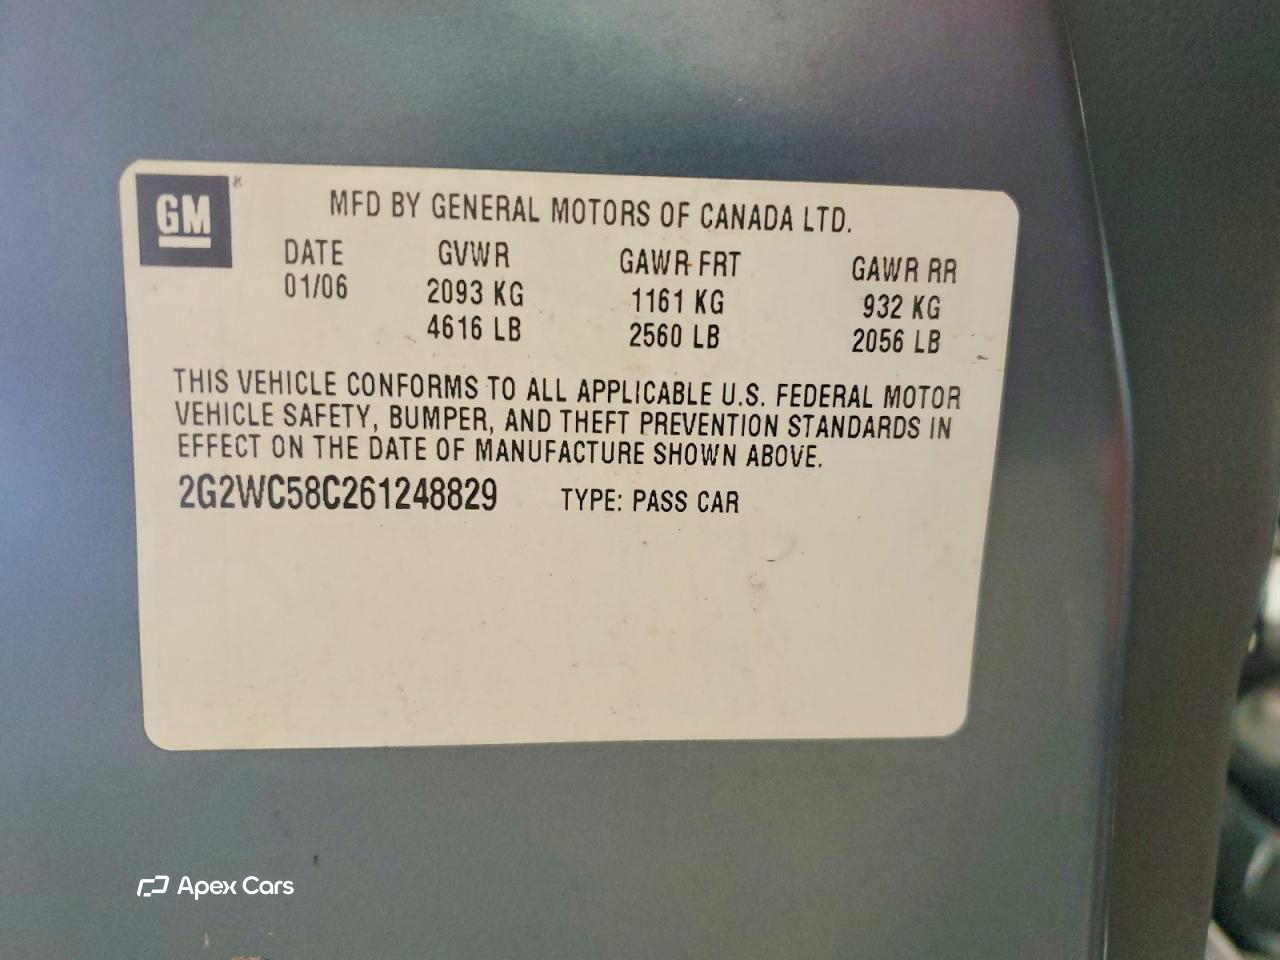 GM®
MFD BY GENERAL MOTORS OF CANADA LTD.
DATE GVWR GAWR FRT GAWR RR
01/06 2093 KG 1161 KG 932 KG
4616 LB 2560 LB 2056 LB
THIS VEHICLE CONFORMS TO ALL APPLICABLE U.S. FEDERAL MOTOR
VEHICLE SAFETY, BUMPER, AND THEFT PREVENTION STANDARDS IN
EFFECT ON THE DATE OF MANUFACTURE SHOWN ABOVE.
2G2WC58C261248829 TYPE: PASS CAR
Apex Cars